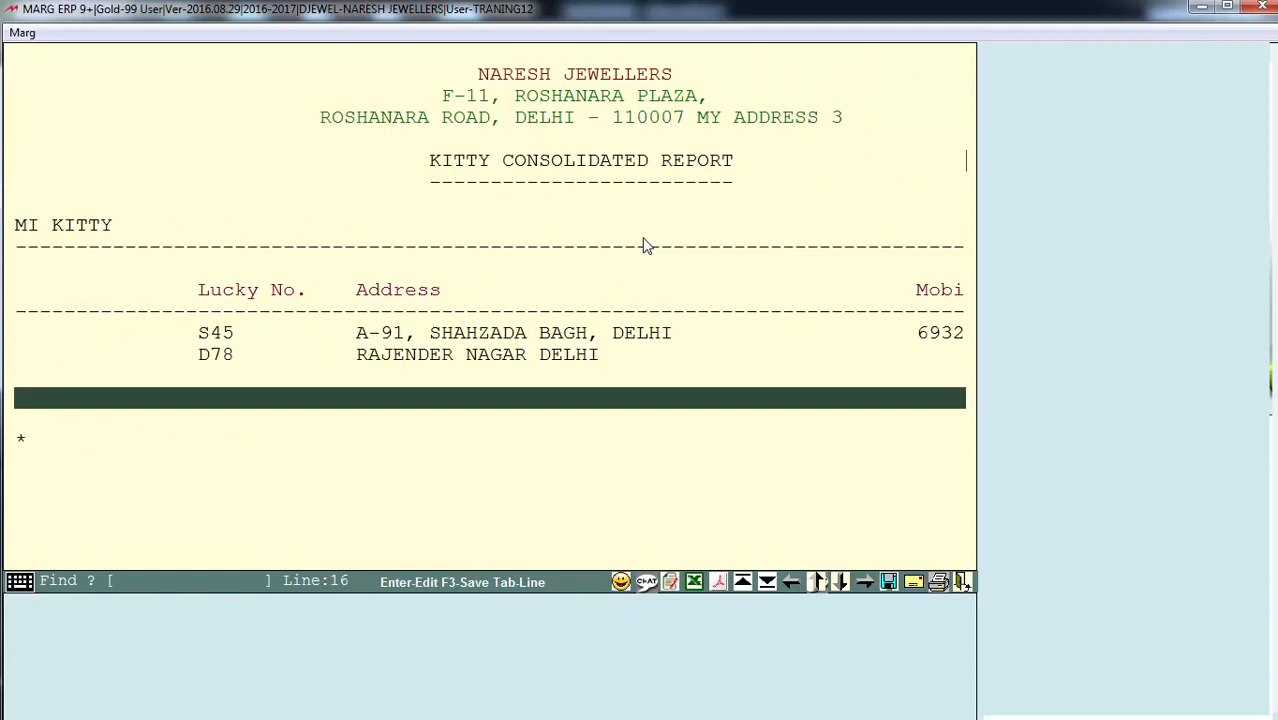 MARG ERP 9+|Gold-99 User|Ver-2016.08.29|2016-2017|DJEWEL-NARESH JEWELLERS|User-TRANING12
Marg
NARESH JEWELLERS
F-11, ROSHANARA PLAZA,
ROSHANARA ROAD, DELHI - 110007 MY ADDRESS 3
KITTY CONSOLIDATED REPORT
MI KITTY
Lucky No. Address Mobi
S45 A-91, SHAHZADA BAGH, DELHI 6932
D78 RAJENDER NAGAR DELHI
*
Find ? [ ] Line:16 Enter-Edit F3-Save Tab-Line CHAT